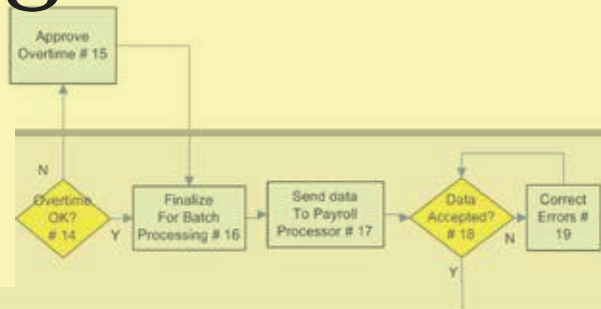 Approve
Overtime # 15
N
Overtime
OK?
# 14
Y
Finalize
For Batch
Processing # 16
Send data
To Payroll
Processor # 17
Data
Accepted?
# 18
N
Correct
Errors #
19
Y